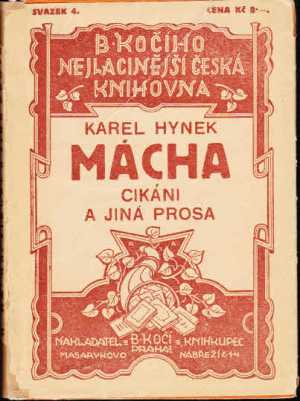 SVAZEK 4.
CENA Kč 8·—.
B·KOČÍHO
NEJLACINĚJŠÍ ČESKÁ
KNIHOVNA
KAREL HYNEK
MÁCHA
CIKÁNI
A JINÁ PROSA
NAKLADATEL = B·KOČÍ = KNIHKUPEC
PRAHA I
MASARYKOVO NÁBŘEŽÍ Č·14